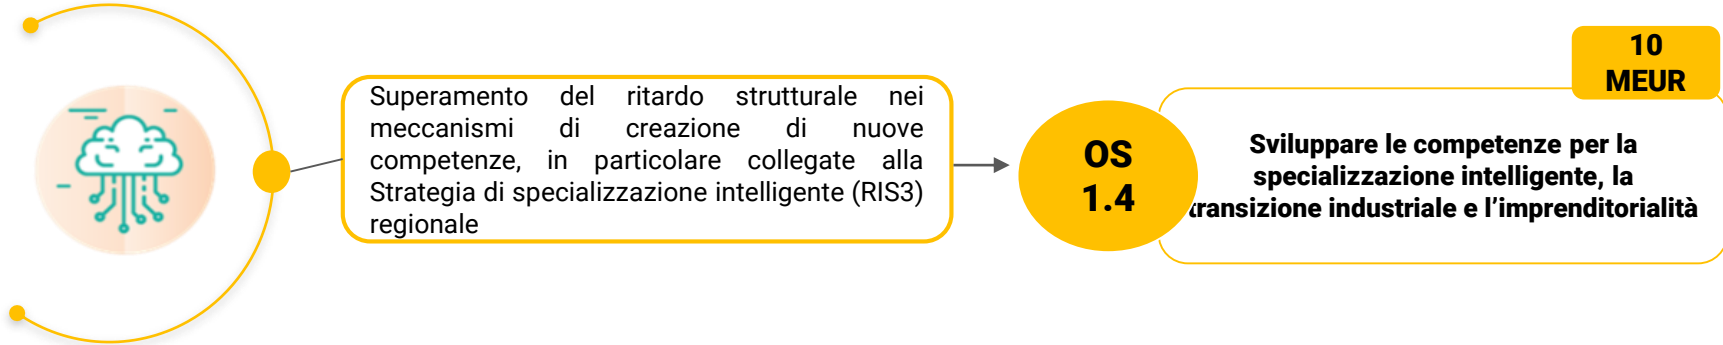 Superamento del ritardo strutturale nei
meccanismi di creazione di nuove
competenze, in particolare collegate alla
Strategia di specializzazione intelligente (RIS3)
regionale
OS
1.4
10
MEUR
Sviluppare le competenze per la
specializzazione intelligente, la
transizione industriale e l’imprenditorialità